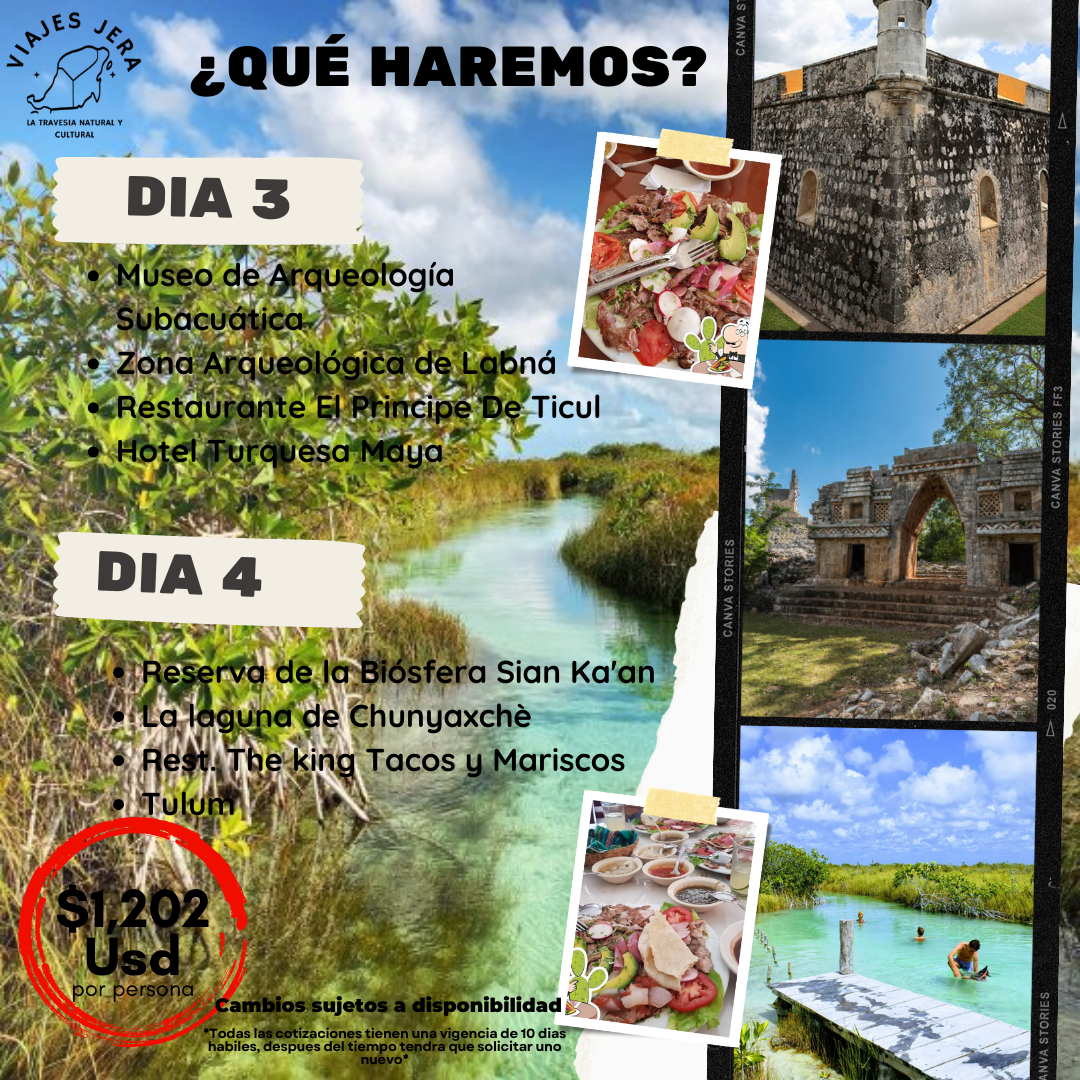 VIAJES JERA
LA TRAVESIA NATURAL Y
CULTURAL
¿QUÉ HAREMOS?
DIA 3
• Museo de Arqueología
Subacuática
• Zona Arqueológica de Labná
• Restaurante El Principe De Ticul
• Hotel Turquesa Maya
DIA 4
• Reserva de la Biósfera Sian Ka'an
• La laguna de Chunyaxchè
• Rest. The king Tacos y Mariscos
• Tulum
$1,202
Usd
por persona
Cambios sujetos a disponibilidad
*Todas las cotizaciones tienen una vigencia de 10 dias
habiles, despues del tiempo tendra que solicitar uno
nuevo*
CANVA S
CANVA STORIES
CANVA STORIES FF3
020
ANVA STORIES